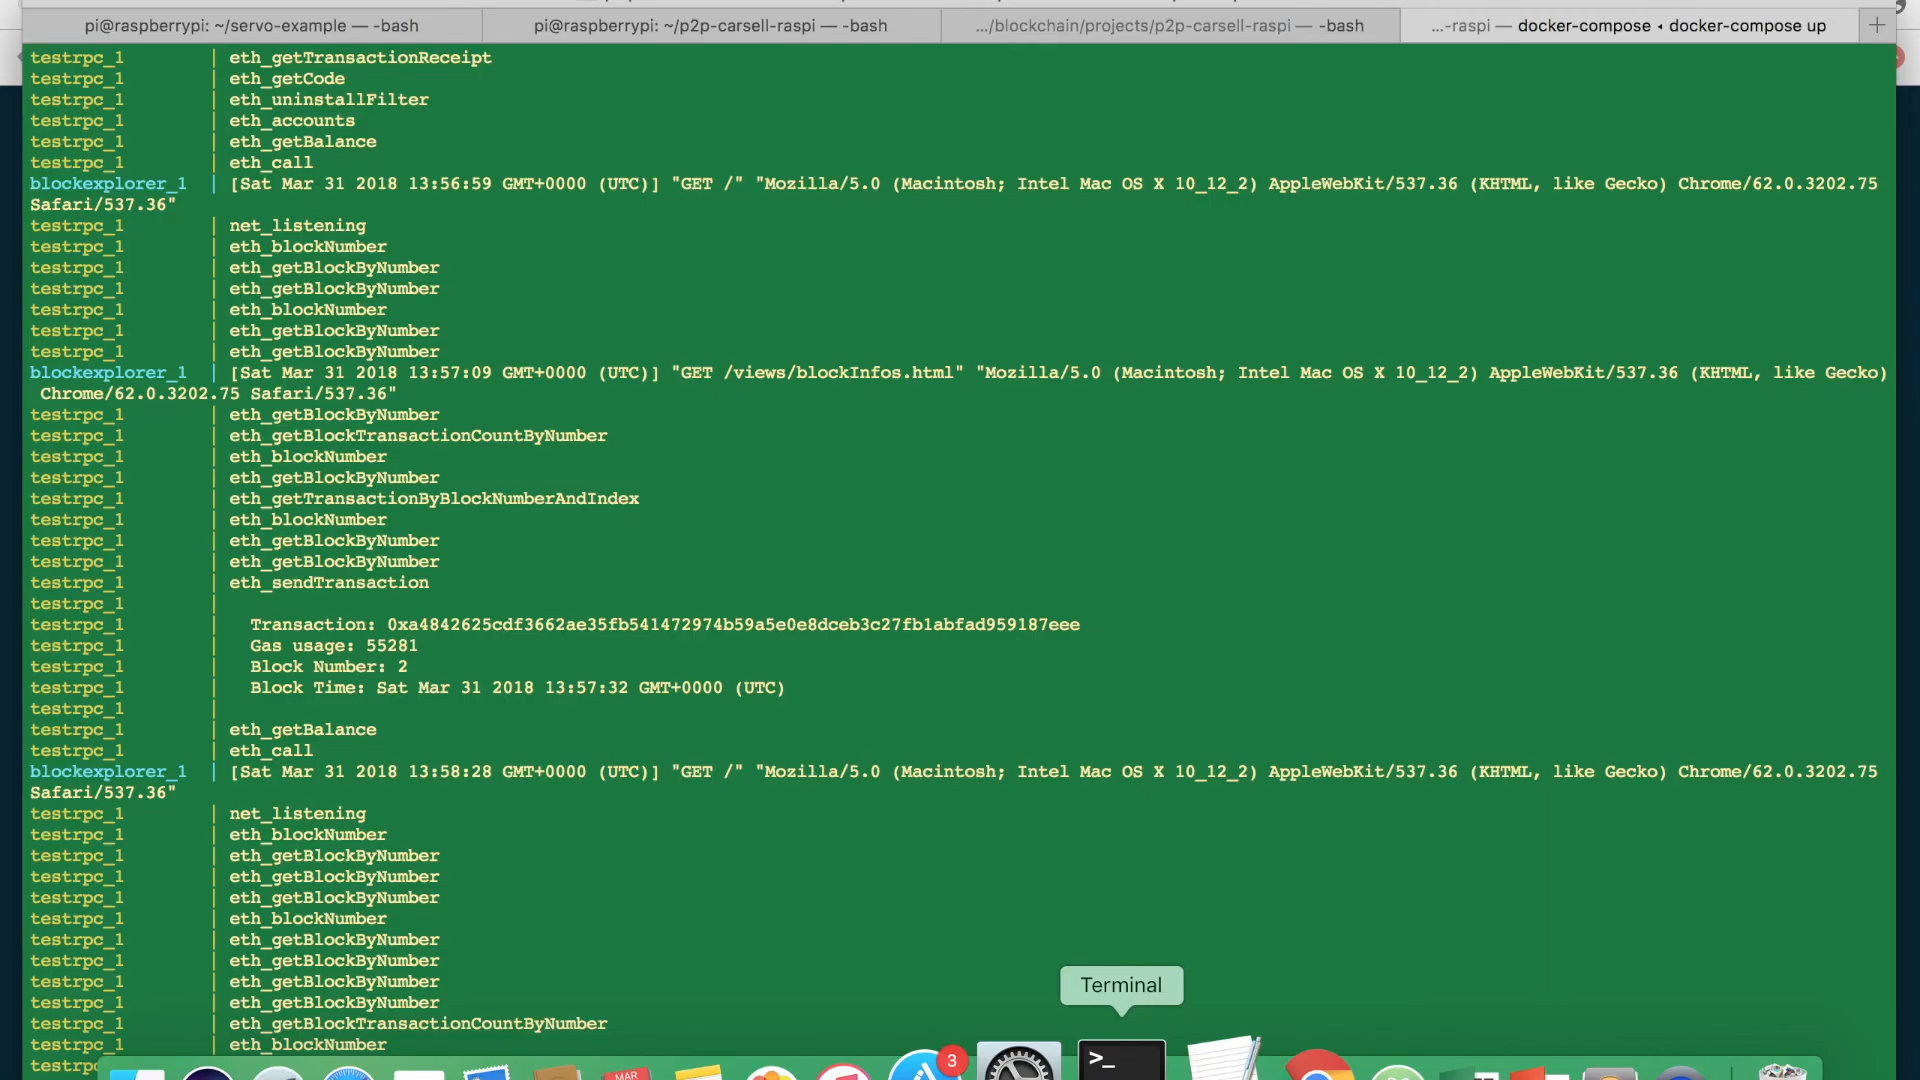 pi@raspberrypi: ~/servo-example — -bash
pi@raspberrypi: ~/p2p-carsell-raspi — -bash
.../blockchain/projects/p2p-carsell-raspi — -bash
...-raspi — docker-compose ◂ docker-compose up
testrpc_1 | eth_getTransactionReceipt
testrpc_1 | eth_getCode
testrpc_1 | eth_uninstallFilter
testrpc_1 | eth_accounts
testrpc_1 | eth_getBalance
testrpc_1 | eth_call
blockexplorer_1 | [Sat Mar 31 2018 13:56:59 GMT+0000 (UTC)] "GET /" "Mozilla/5.0 (Macintosh; Intel Mac OS X 10_12_2) AppleWebKit/537.36 (KHTML, like Gecko) Chrome/62.0.3202.75
Safari/537.36"
testrpc_1 | net_listening
testrpc_1 | eth_blockNumber
testrpc_1 | eth_getBlockByNumber
testrpc_1 | eth_getBlockByNumber
testrpc_1 | eth_blockNumber
testrpc_1 | eth_getBlockByNumber
testrpc_1 | eth_getBlockByNumber
blockexplorer_1 | [Sat Mar 31 2018 13:57:09 GMT+0000 (UTC)] "GET /views/blockInfos.html" "Mozilla/5.0 (Macintosh; Intel Mac OS X 10_12_2) AppleWebKit/537.36 (KHTML, like Gecko)
Chrome/62.0.3202.75 Safari/537.36"
testrpc_1 | eth_getBlockByNumber
testrpc_1 | eth_getBlockTransactionCountByNumber
testrpc_1 | eth_blockNumber
testrpc_1 | eth_getBlockByNumber
testrpc_1 | eth_getTransactionByBlockNumberAndIndex
testrpc_1 | eth_blockNumber
testrpc_1 | eth_getBlockByNumber
testrpc_1 | eth_getBlockByNumber
testrpc_1 | eth_sendTransaction
testrpc_1 |
testrpc_1 | Transaction: 0xa4842625cdf3662ae35fb541472974b59a5e0e8dceb3c27fb1abfad959187eee
testrpc_1 | Gas usage: 55281
testrpc_1 | Block Number: 2
testrpc_1 | Block Time: Sat Mar 31 2018 13:57:32 GMT+0000 (UTC)
testrpc_1 |
testrpc_1 | eth_getBalance
testrpc_1 | eth_call
blockexplorer_1 | [Sat Mar 31 2018 13:58:28 GMT+0000 (UTC)] "GET /" "Mozilla/5.0 (Macintosh; Intel Mac OS X 10_12_2) AppleWebKit/537.36 (KHTML, like Gecko) Chrome/62.0.3202.75
Safari/537.36"
testrpc_1 | net_listening
testrpc_1 | eth_blockNumber
testrpc_1 | eth_getBlockByNumber
testrpc_1 | eth_getBlockByNumber
testrpc_1 | eth_getBlockByNumber
testrpc_1 | eth_blockNumber
testrpc_1 | eth_getBlockByNumber
testrpc_1 | eth_getBlockByNumber
testrpc_1 | eth_getBlockByNumber
testrpc_1 | eth_getBlockByNumber
testrpc_1 | eth_getBlockTransactionCountByNumber
testrpc_1 | eth_blockNumber
Terminal
3
MAR